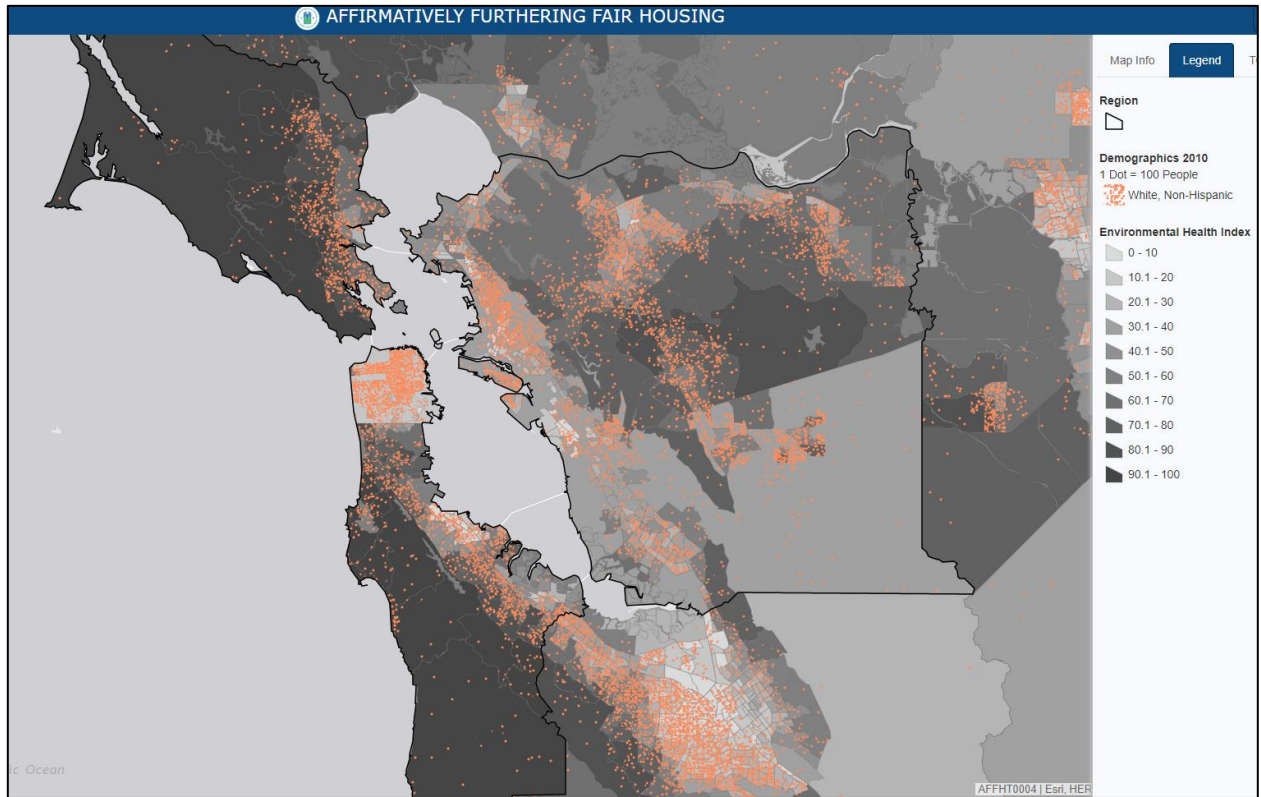 AFFIRMATIVELY FURTHERING FAIR HOUSING
Map Info
Legend
Region
Demographics 2010
1 Dot = 100 People
White, Non-Hispanic
Environmental Health Index
0 - 10
10.1 - 20
20.1 - 30
30.1 - 40
40.1 - 50
50.1 - 60
60.1 - 70
70.1 - 80
80.1 - 90
90.1 - 100
ic Ocean
AFFHT0004 | Esri, HER